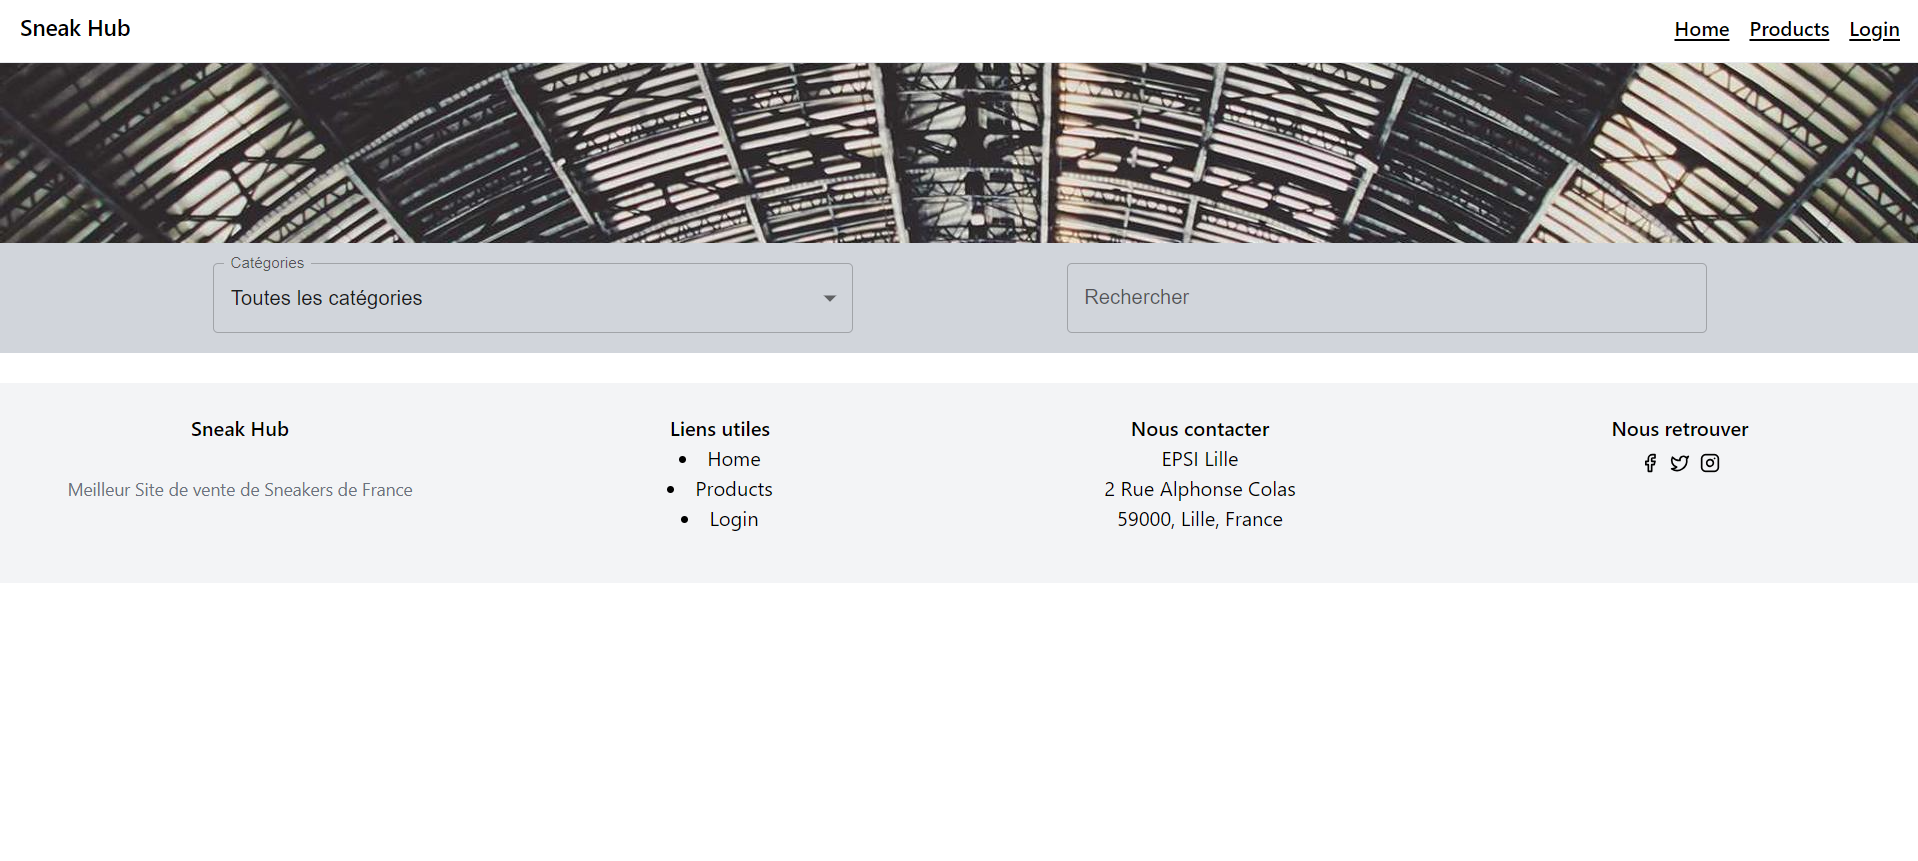 Sneak Hub
Home Products Login
Catégories
Toutes les catégories
Rechercher
Sneak Hub
Meilleur Site de vente de Sneakers de France
Liens utiles
Home
Products
Login
Nous contacter
EPSI Lille
2 Rue Alphonse Colas
59000, Lille, France
Nous retrouver